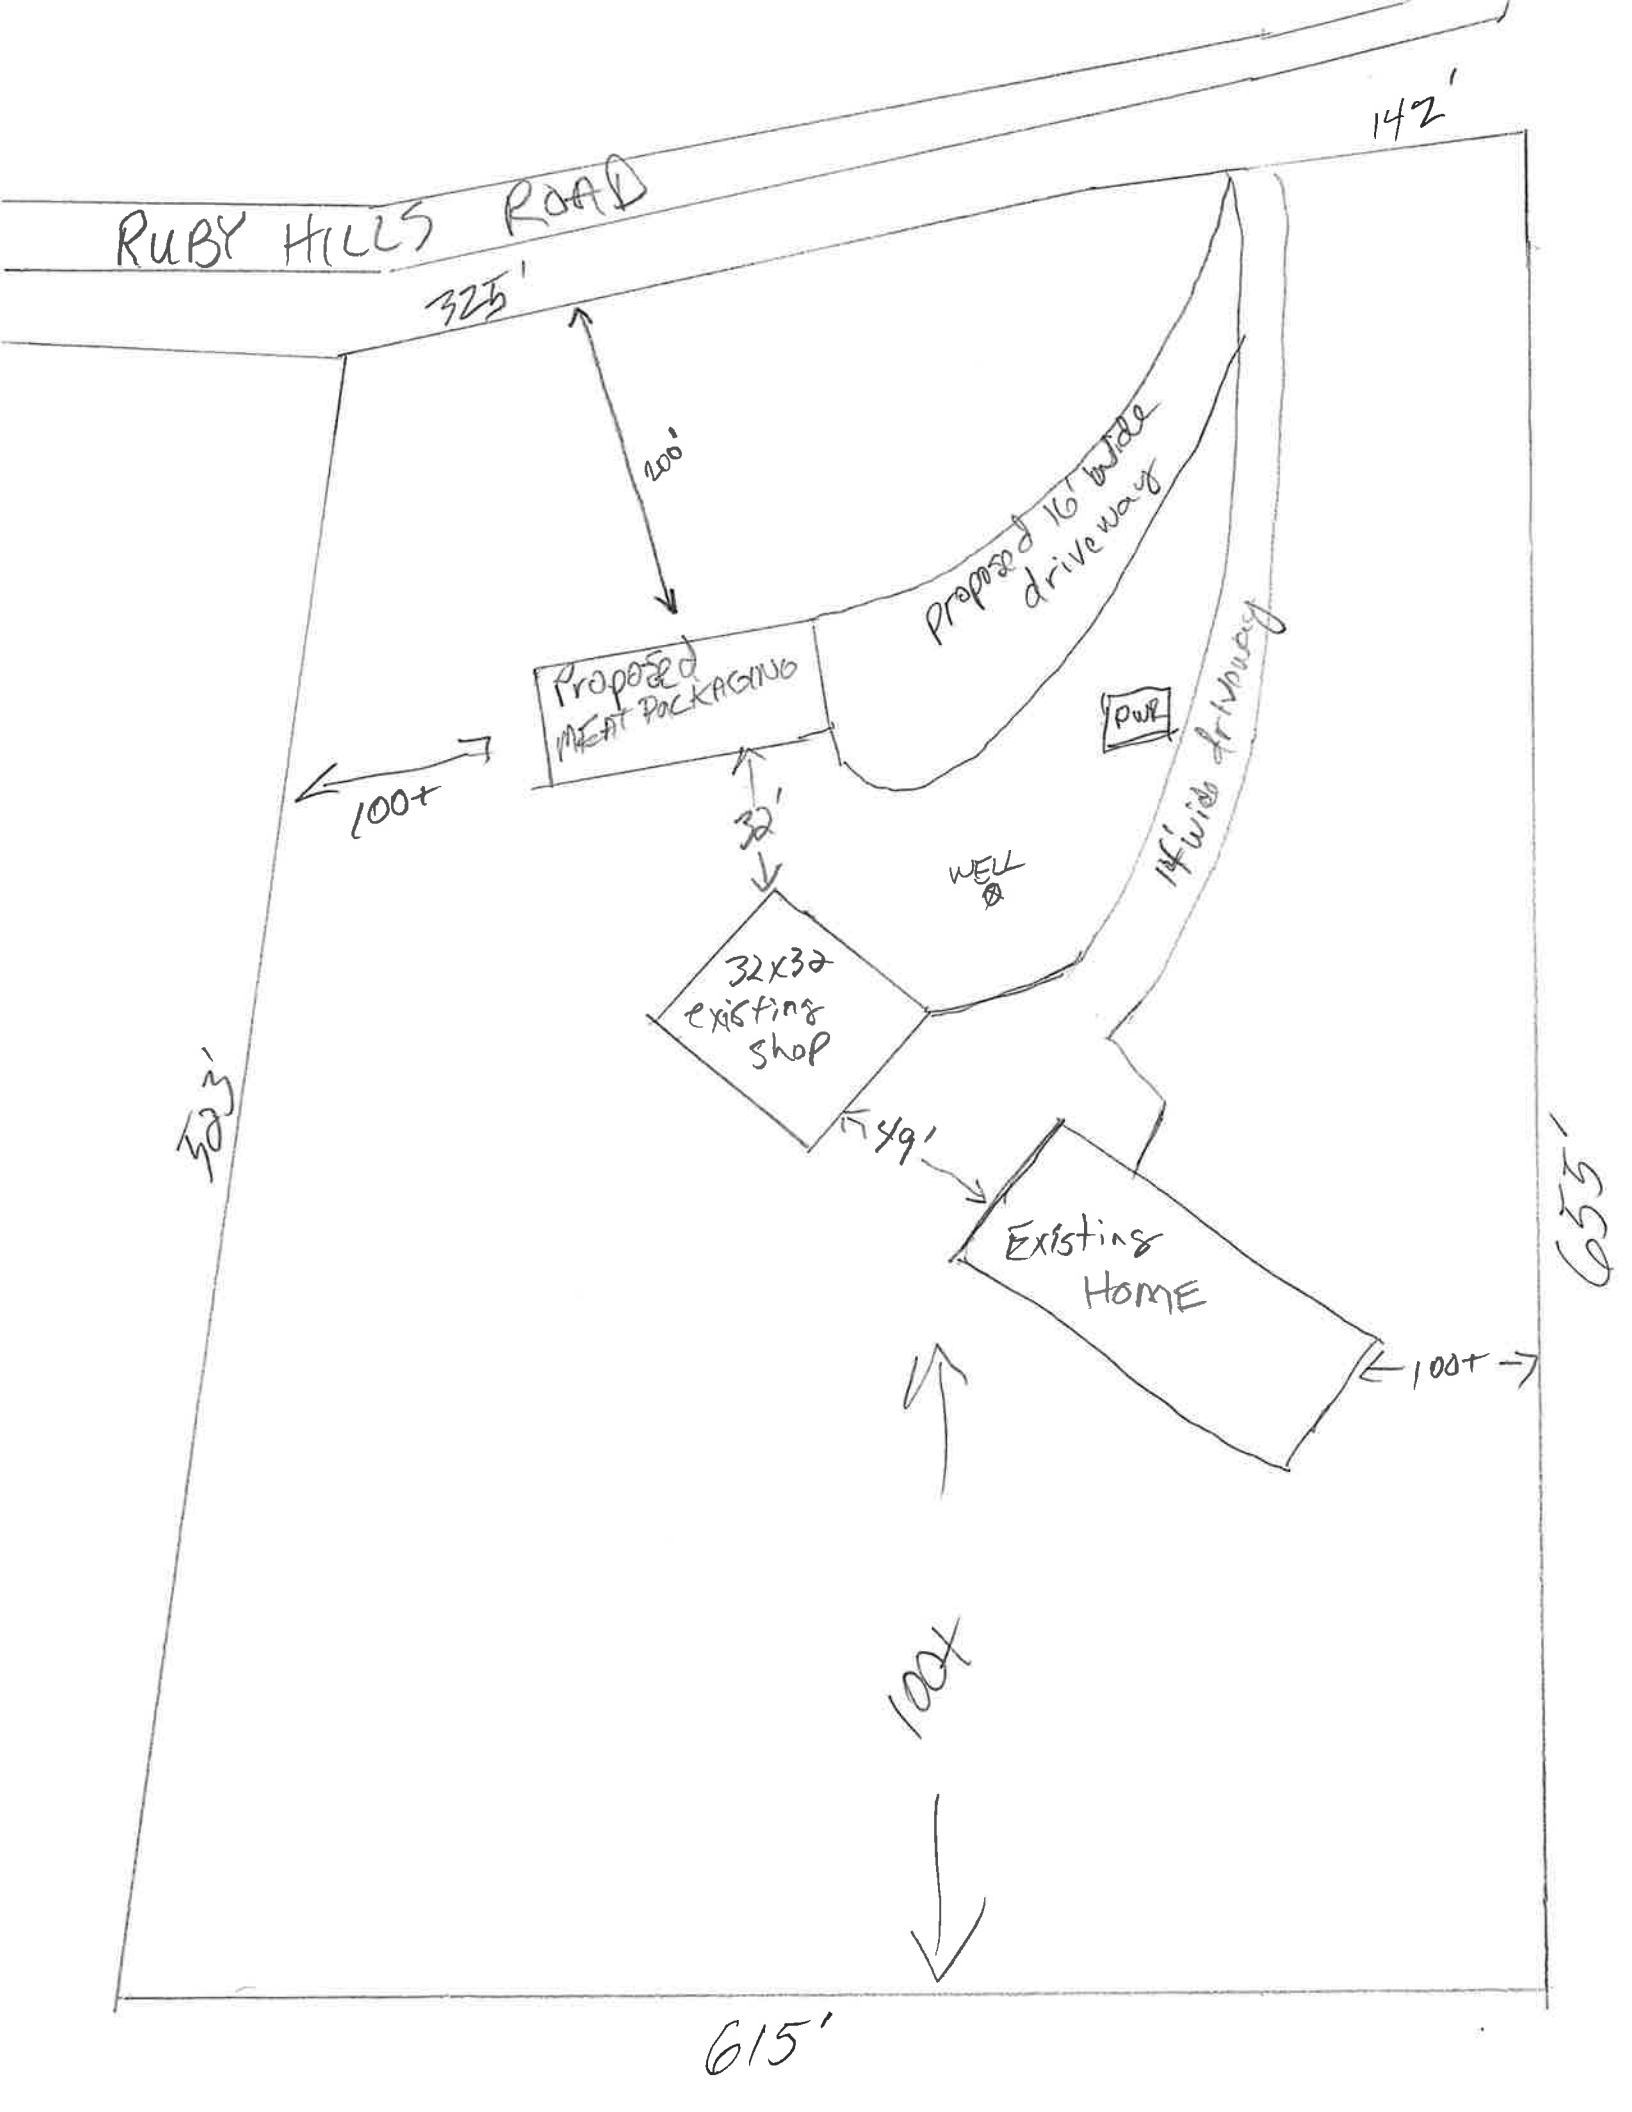 142'
RUBY HILLS ROAD
325'
200'
Proposed 16' wide
driveway
Proposed
MEAT PACKAGING
PWR
14' wide driveway
100+
32'
WELL
32x32
existing
shop
49'
523'
655'
Existing
HOME
100+
100+
615'